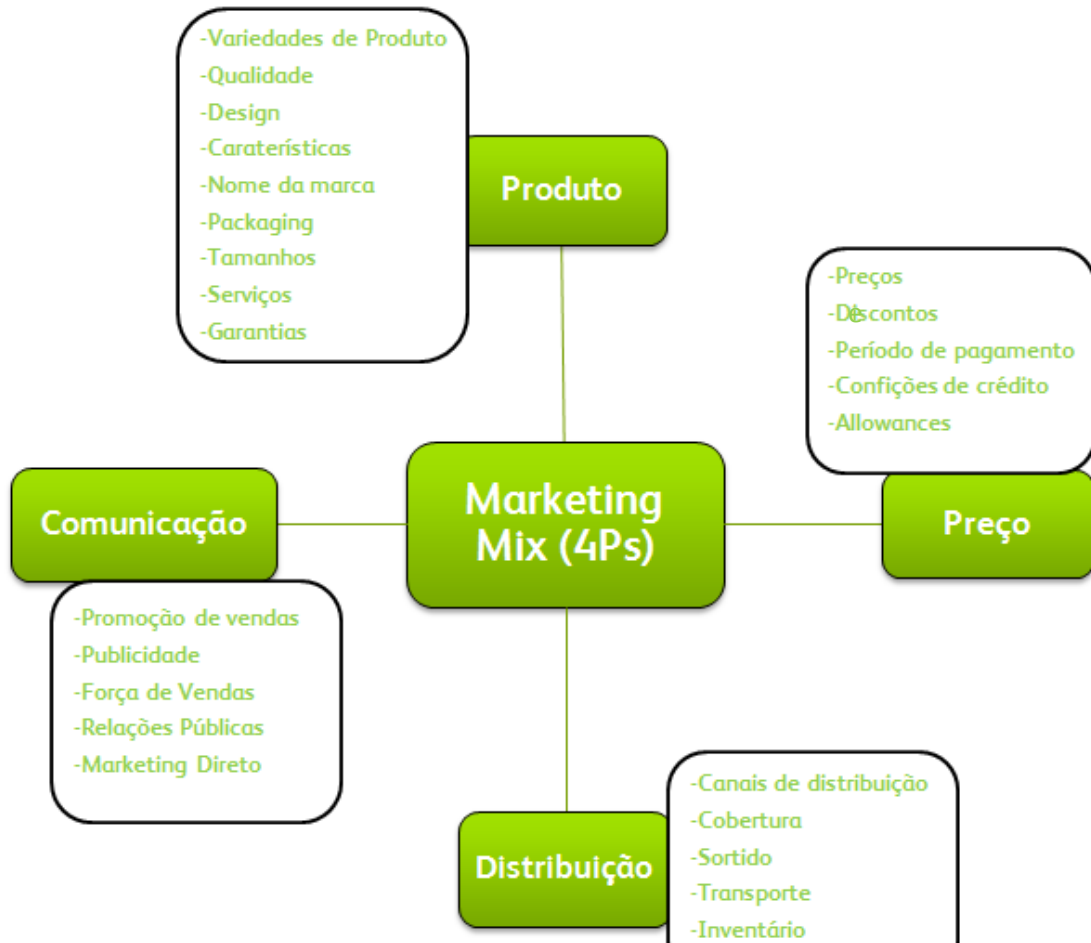 -Variedades de Produto
-Qualidade
-Design
-Caraterísticas
-Nome da marca
-Packaging
-Tamanhos
-Serviços
-Garantias
Produto
-Preços
-Descontos
-Período de pagamento
-Confições de crédito
-Allowances
Comunicação
Marketing
Mix (4Ps)
Preço
-Promoção de vendas
-Publicidade
-Força de Vendas
-Relações Públicas
-Marketing Direto
Distribuição
-Canais de distribuição
-Cobertura
-Sortido
-Transporte
-Inventário